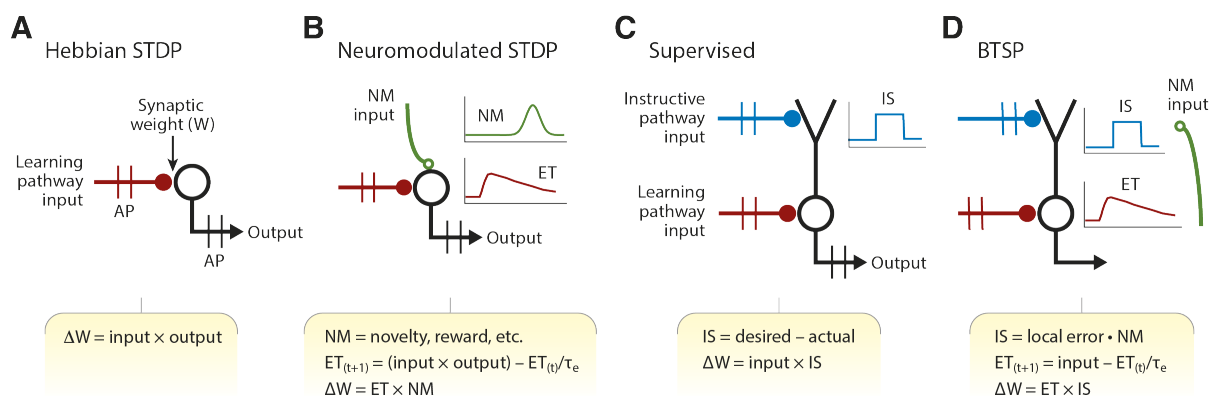 A
Hebbian STDP
Synaptic
weight (W)
Learning
pathway
input
AP
AP
Output
ΔW = input × output
B
Neuromodulated STDP
NM
input
NM
ET
Output
NM = novelty, reward, etc.
ET(t+1) = (input × output) – ET(t)/τe
ΔW = ET × NM
C
Supervised
Instructive
pathway
input
IS
Learning
pathway
input
Output
IS = desired – actual
ΔW = input × IS
D
BTSP
IS
NM
input
ET
IS = local error • NM
ET(t+1) = input – ET(t)/τe
ΔW = ET × IS